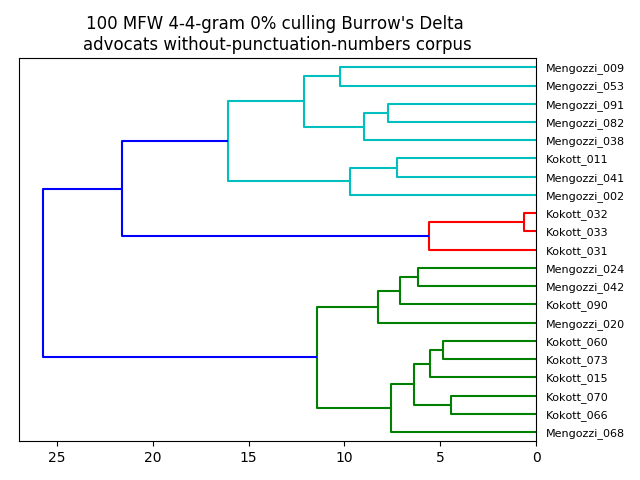 100 MFW 4-4-gram 0% culling Burrow's Delta
advocats without-punctuation-numbers corpus
Mengozzi_009
Mengozzi_053
Mengozzi_091
Mengozzi_082
Mengozzi_038
Kokott_011
Mengozzi_041
Mengozzi_002
Kokott_032
Kokott_033
Kokott_031
Mengozzi_024
Mengozzi_042
Kokott_090
Mengozzi_020
Kokott_060
Kokott_073
Kokott_015
Kokott_070
Kokott_066
Mengozzi_068
25 20 15 10 5 0